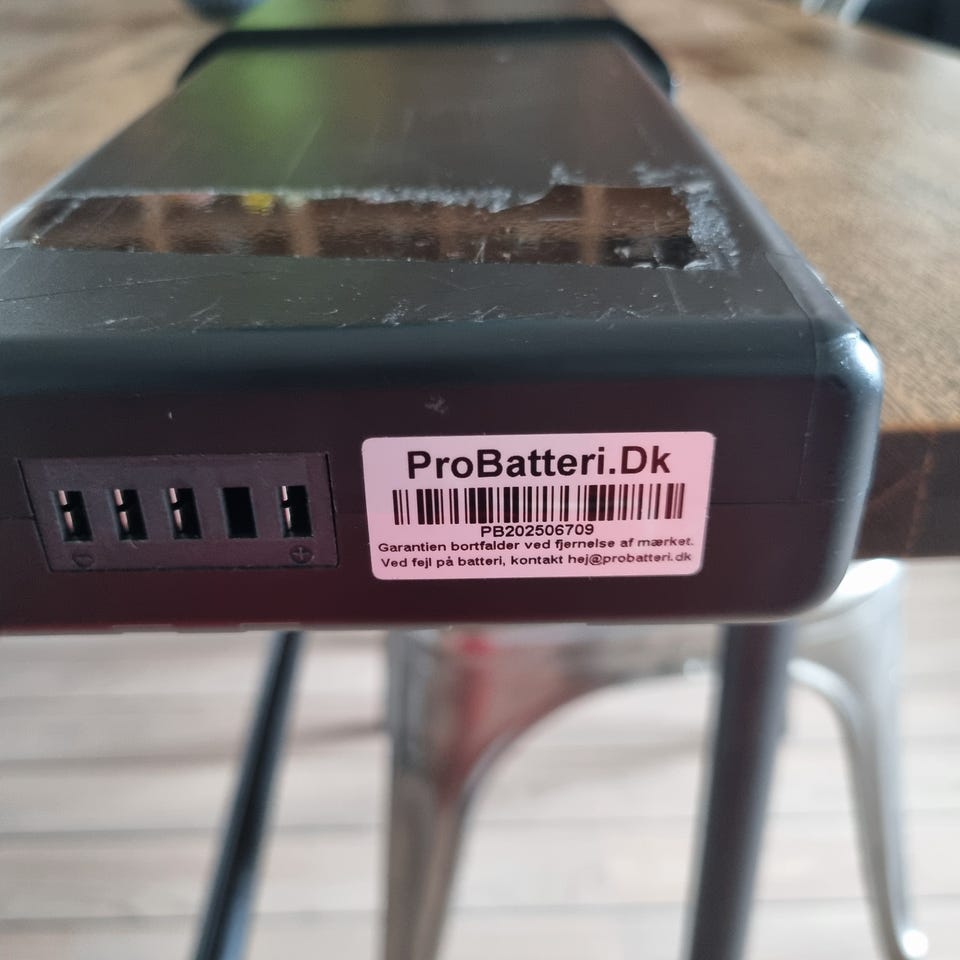 ProBatteri.Dk
PB202506709
Garantien bortfalder ved fjernelse af mærket.
Ved fejl på batteri, kontakt hej@probatteri.dk
- +